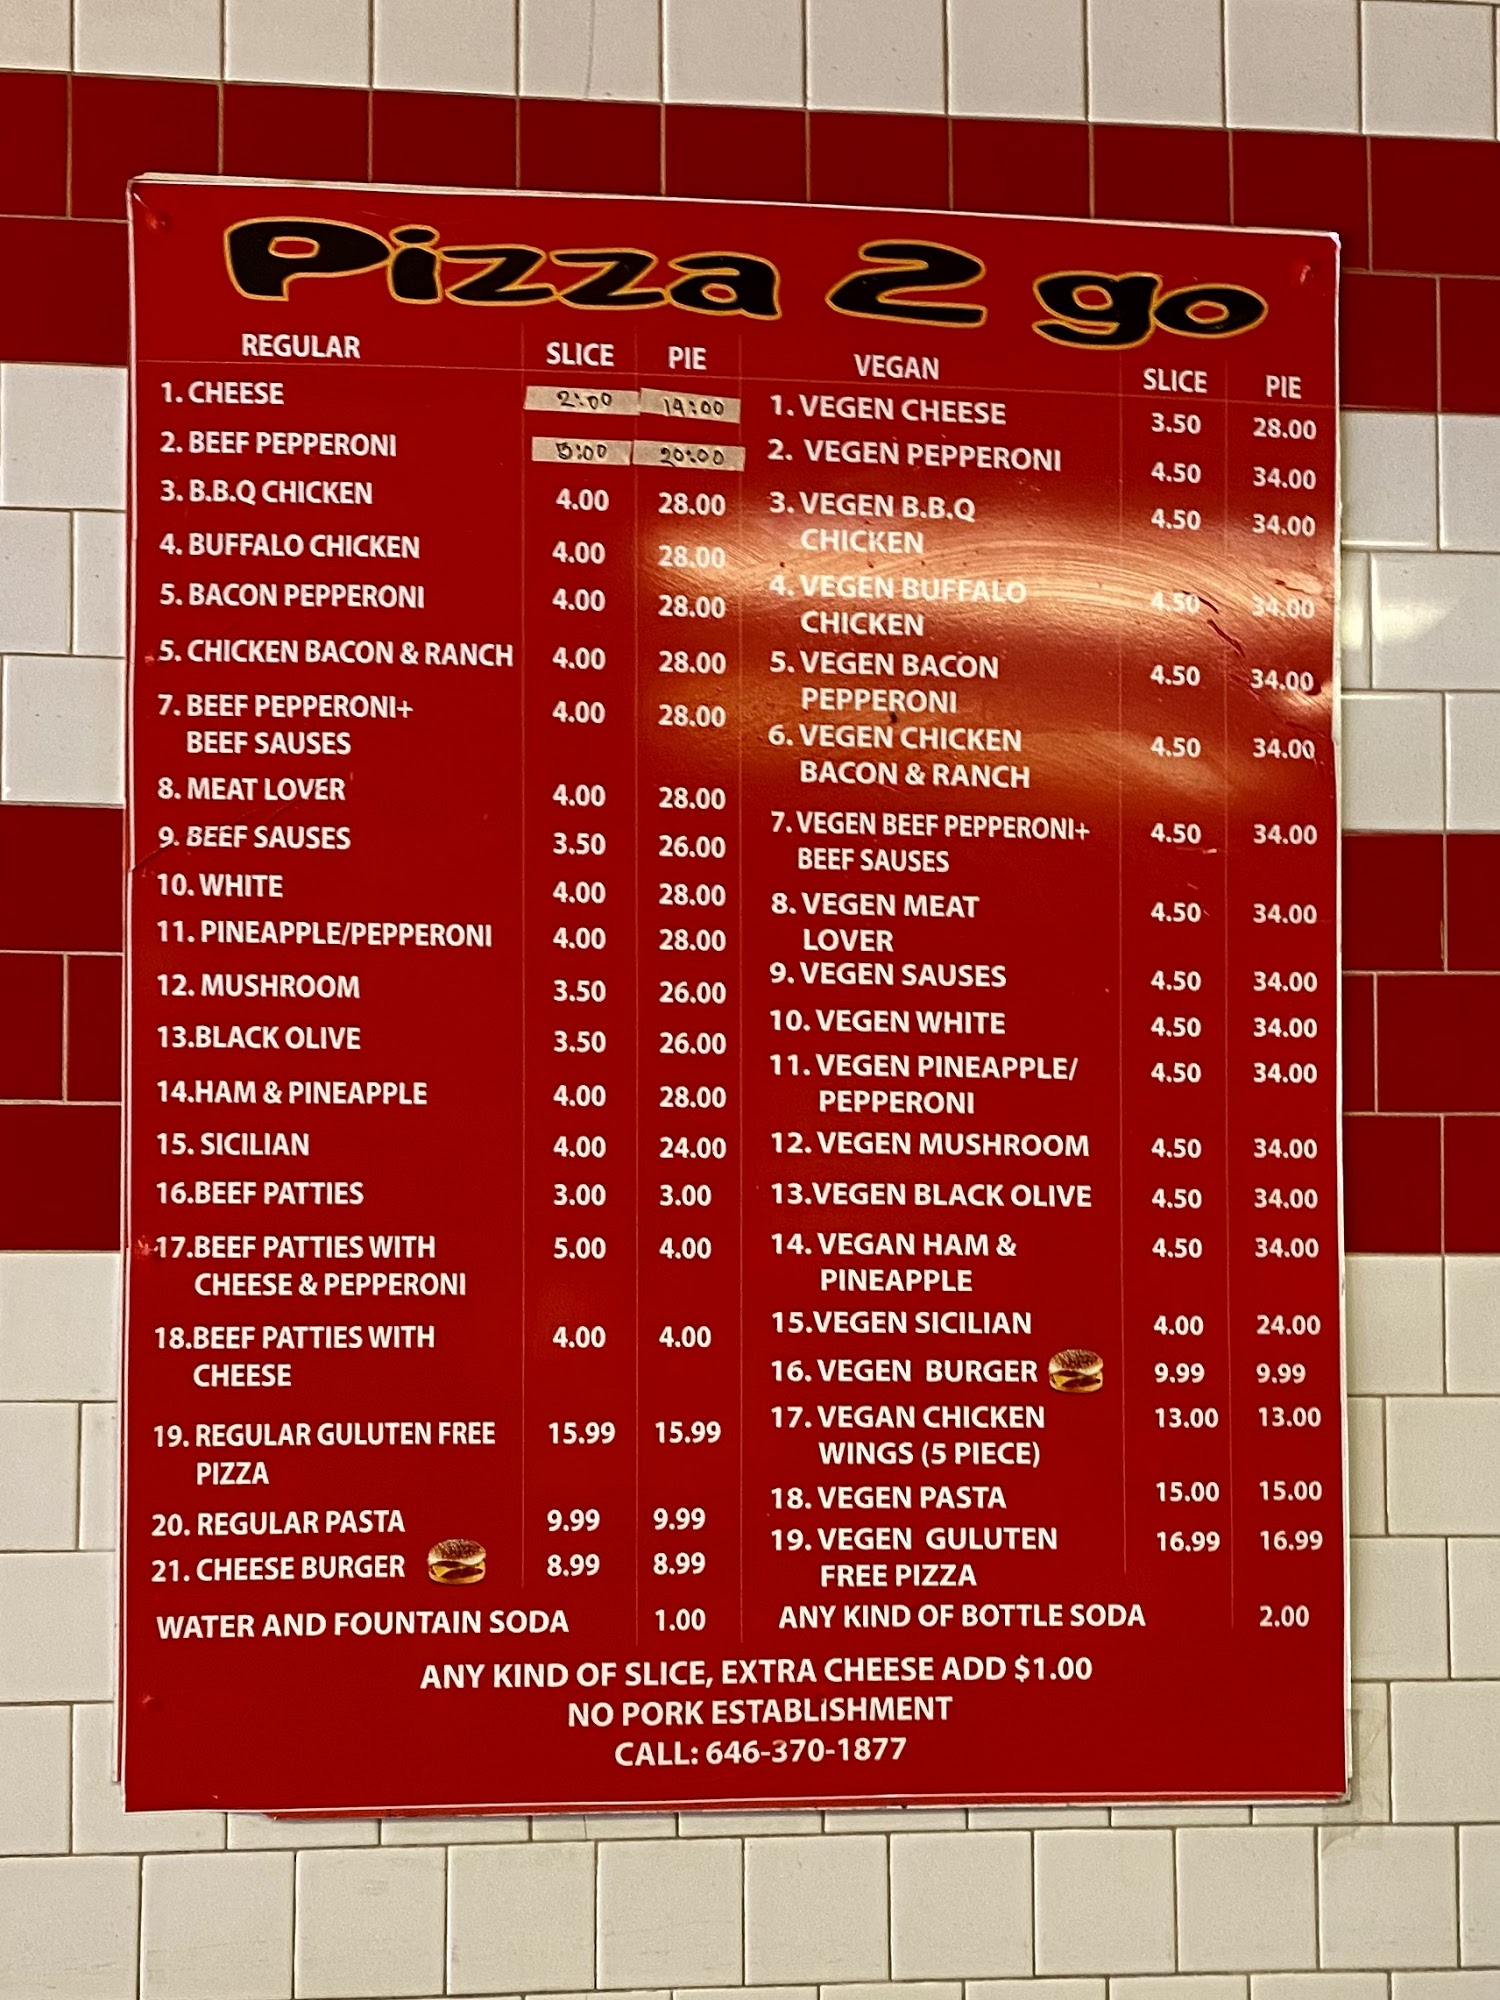 Pizza 2 go
REGULAR SLICE PIE
1. CHEESE 2:00 19:00
2. BEEF PEPPERONI 3:00 20:00
3. B.B.Q CHICKEN 4.00 28.00
4. BUFFALO CHICKEN 4.00 28.00
5. BACON PEPPERONI 4.00 28.00
5. CHICKEN BACON & RANCH 4.00 28.00
7. BEEF PEPPERONI+ 4.00 28.00
BEEF SAUSES
8. MEAT LOVER 4.00 28.00
9. BEEF SAUSES 3.50 26.00
10. WHITE 4.00 28.00
11. PINEAPPLE/PEPPERONI 4.00 28.00
12. MUSHROOM 3.50 26.00
13.BLACK OLIVE 3.50 26.00
14.HAM & PINEAPPLE 4.00 28.00
15. SICILIAN 4.00 24.00
16.BEEF PATTIES 3.00 3.00
17.BEEF PATTIES WITH 5.00 4.00
CHEESE & PEPPERONI
18.BEEF PATTIES WITH 4.00 4.00
CHEESE
19. REGULAR GULUTEN FREE 15.99 15.99
PIZZA
20. REGULAR PASTA 9.99 9.99
21. CHEESE BURGER 8.99 8.99
WATER AND FOUNTAIN SODA 1.00
VEGAN SLICE PIE
1. VEGEN CHEESE 3.50 28.00
2. VEGEN PEPPERONI 4.50 34.00
3. VEGEN B.B.Q 4.50 34.00
CHICKEN
4. VEGEN BUFFALO 4.50 34.00
CHICKEN
5. VEGEN BACON 4.50 34.00
PEPPERONI
6. VEGEN CHICKEN 4.50 34.00
BACON & RANCH
7. VEGEN BEEF PEPPERONI+ 4.50 34.00
BEEF SAUSES
8. VEGEN MEAT 4.50 34.00
LOVER
9. VEGEN SAUSES 4.50 34.00
10. VEGEN WHITE 4.50 34.00
11. VEGEN PINEAPPLE/ 4.50 34.00
PEPPERONI
12. VEGEN MUSHROOM 4.50 34.00
13.VEGEN BLACK OLIVE 4.50 34.00
14. VEGAN HAM & 4.50 34.00
PINEAPPLE
15.VEGEN SICILIAN 4.00 24.00
16. VEGEN BURGER 9.99 9.99
17. VEGAN CHICKEN 13.00 13.00
WINGS (5 PIECE)
18. VEGEN PASTA 15.00 15.00
19. VEGEN GULUTEN 16.99 16.99
FREE PIZZA
ANY KIND OF BOTTLE SODA 2.00
ANY KIND OF SLICE, EXTRA CHEESE ADD $1.00
NO PORK ESTABLISHMENT
CALL: 646-370-1877